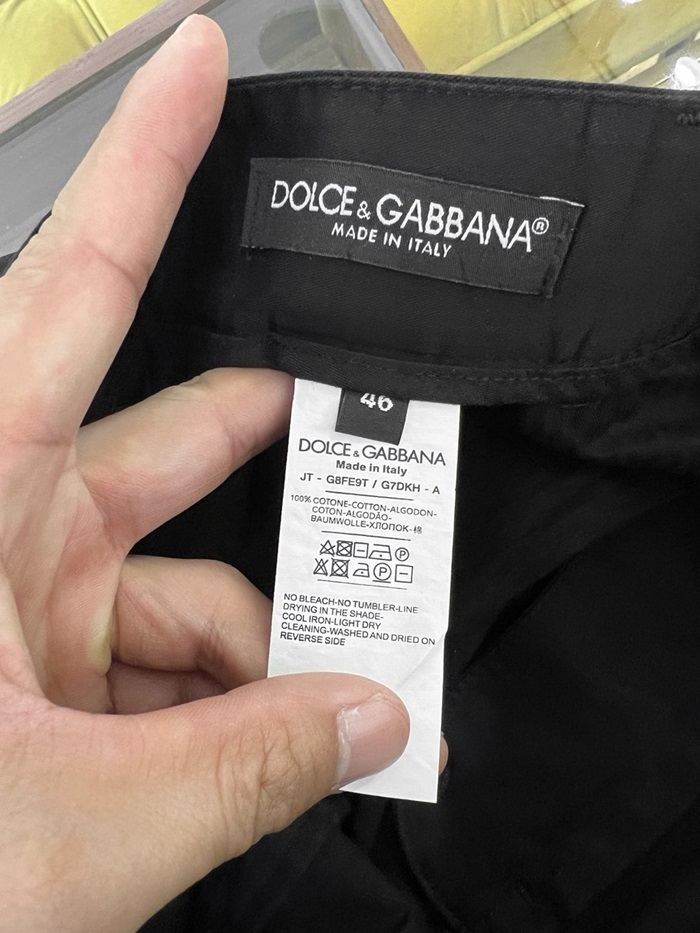 DOLCE & GABBANA®
MADE IN ITALY
46
DOLCE & GABBANA
Made in Italy
JT - G8FE9T / G7DKH - A
100% COTONE-COTTON-ALGODON-
COTON-ALGODÃO-
BAUMWOLLE-ХЛОПОК-棉
NO BLEACH-NO TUMBLER-LINE
DRYING IN THE SHADE-
COOL IRON-LIGHT DRY
CLEANING-WASHED AND DRIED ON
REVERSE SIDE